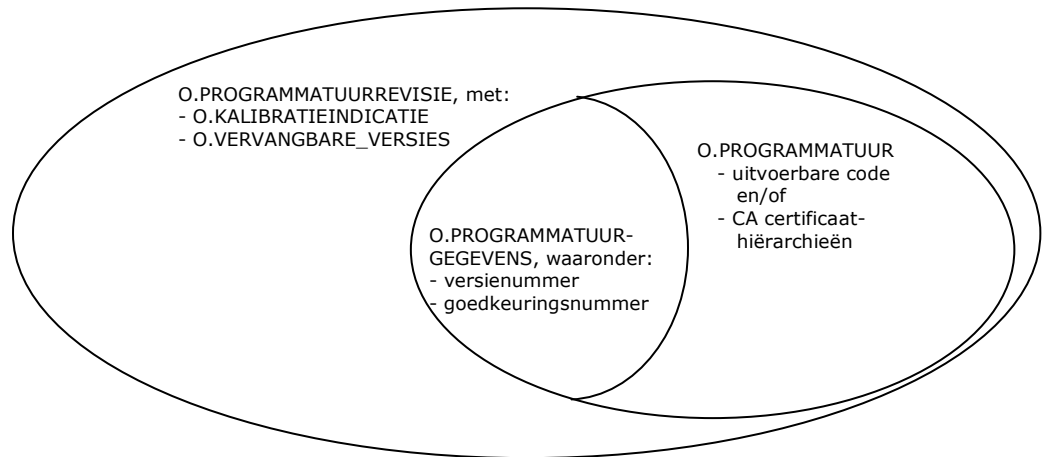 O.PROGRAMMATUURREVISIE, met:
- O.KALIBRATIEINDICATIE
- O.VERVANGBARE_VERSIES
O.PROGRAMMATUUR-
GEGEVENS, waaronder:
- versienummer
- goedkeuringsnummer
O.PROGRAMMATUUR
- uitvoerbare code
en/of
- CA certificaat-
hiërarchieën